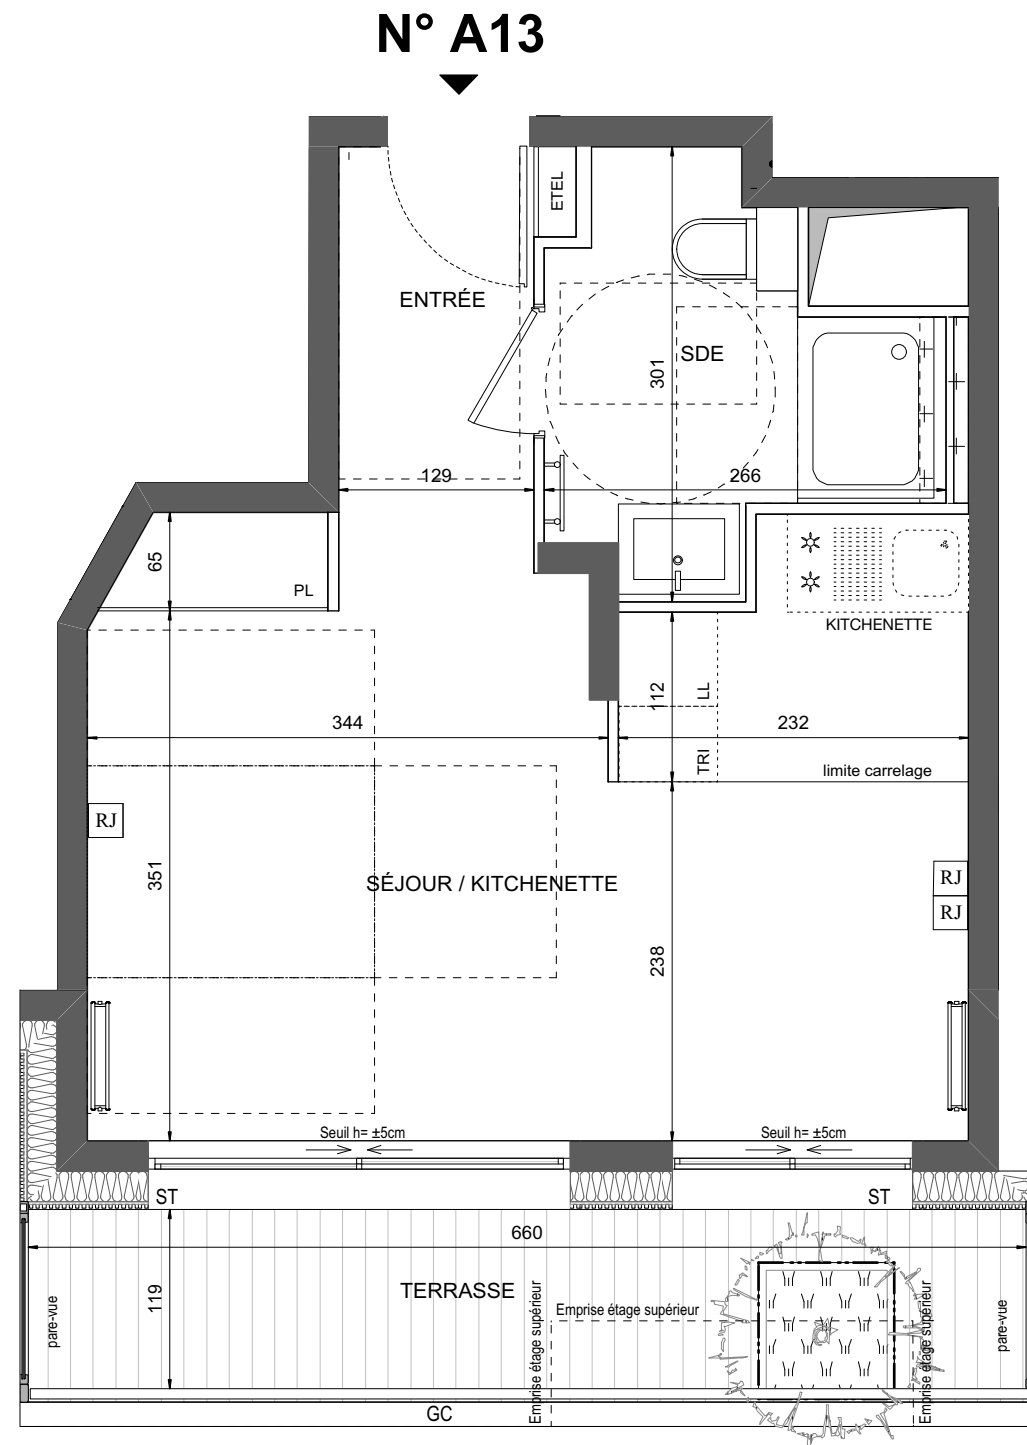 N° A13
ETEL
ENTRÉE
SDE
301
129
266
65
PL
KITCHENETTE
112
LL
344
232
TRI
limite carrelage
RJ
351
SÉJOUR / KITCHENETTE
RJ
RJ
238
Seuil h= ±5cm
Seuil h= ±5cm
ST
ST
660
119
TERRASSE
pare-vue
Emprise étage supérieur
Emprise étage supérieur
Emprise étage supérieur
pare-vue
GC